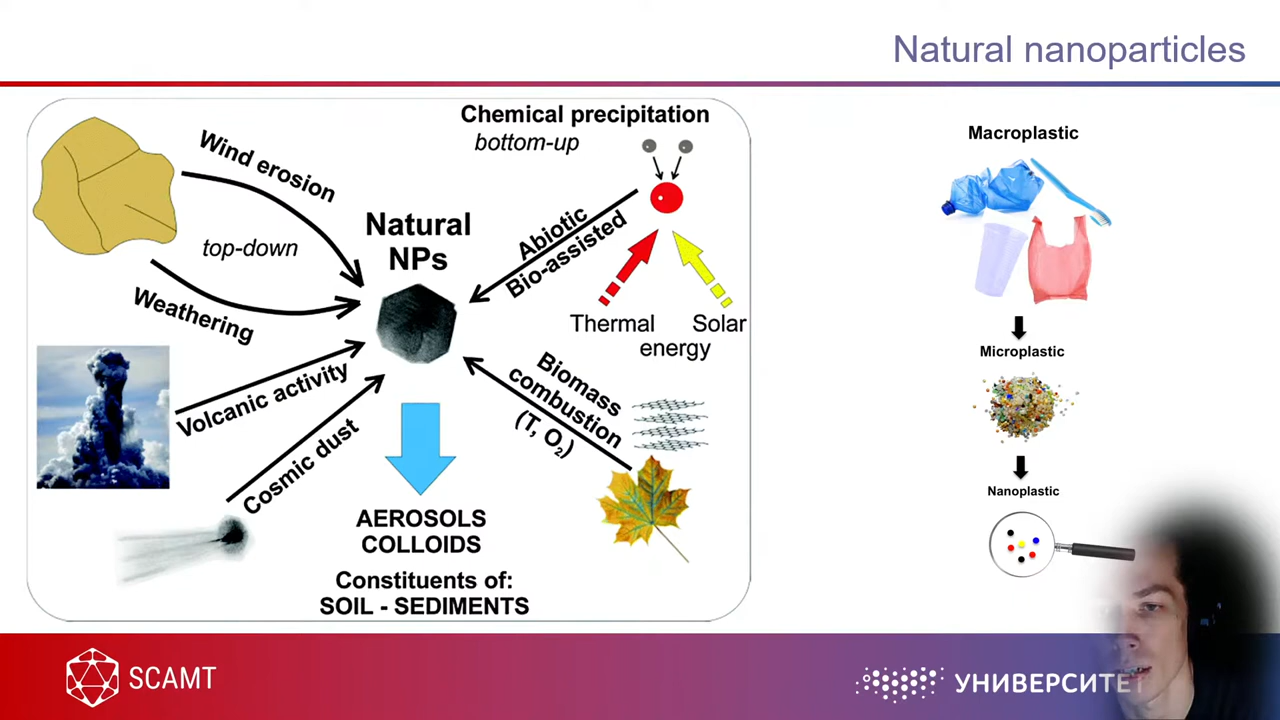 Natural nanoparticles
Wind erosion
top-down
Weathering
Volcanic activity
Cosmic dust
Natural
NPs
Chemical precipitation
bottom-up
Abiotic
Bio-assisted
Thermal Solar
energy
Biomass
combustion
(T, O₂)
AEROSOLS
COLLOIDS
Constituents of:
SOIL - SEDIMENTS
Macroplastic
Microplastic
Nanoplastic
SCAMT
УНИВЕРСИТЕТ